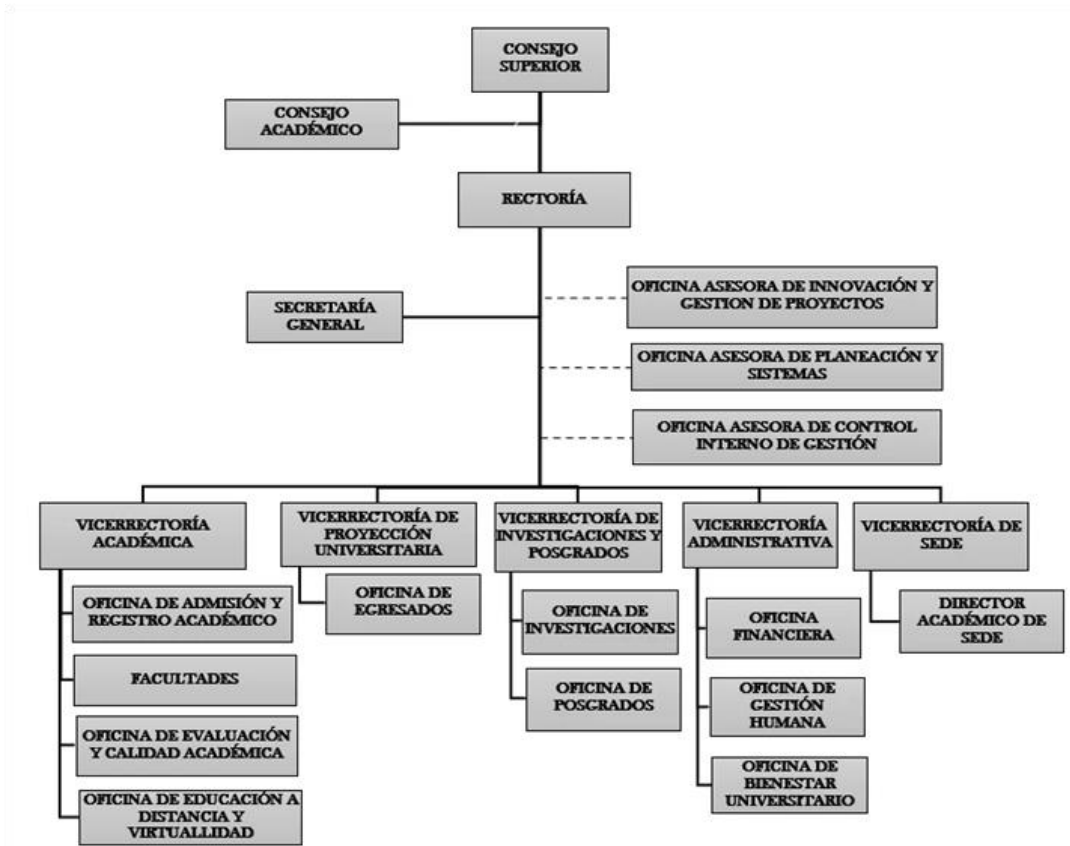 CONSEJO
SUPERIOR
CONSEJO
ACADÉMICO
RECTORÍA
SECRETARÍA
GENERAL
OFICINA ASESORA DE INNOVACIÓN Y
GESTION DE PROYECTOS
OFICINA ASESORA DE PLANEACIÓN Y
SISTEMAS
OFICINA ASESORA DE CONTROL
INTERNO DE GESTIÓN
VICERRECTORÍA
ACADÉMICA
OFICINA DE ADMISIÓN Y
REGISTRO ACADÉMICO
FACULTADES
OFICINA DE EVALUACIÓN
Y CALIDAD ACADÉMICA
OFICINA DE EDUCACIÓN A
DISTANCIA Y
VIRTUALLIDAD
VICERRECTORÍA DE
PROYECCIÓN
UNIVERSITARIA
OFICINA DE
EGRESADOS
VICERRECTORÍA DE
INVESTIGACIONES Y
POSGRADOS
OFICINA DE
INVESTIGACIONES
OFICINA DE
POSGRADOS
VICERRECTORÍA
ADMINISTRATIVA
OFICINA
FINANCIERA
OFICINA DE
GESTIÓN
HUMANA
OFICINA DE
BIENESTAR
UNIVERSITARIO
VICERRECTORÍA DE
SEDE
DIRECTOR
ACADÉMICO DE
SEDE